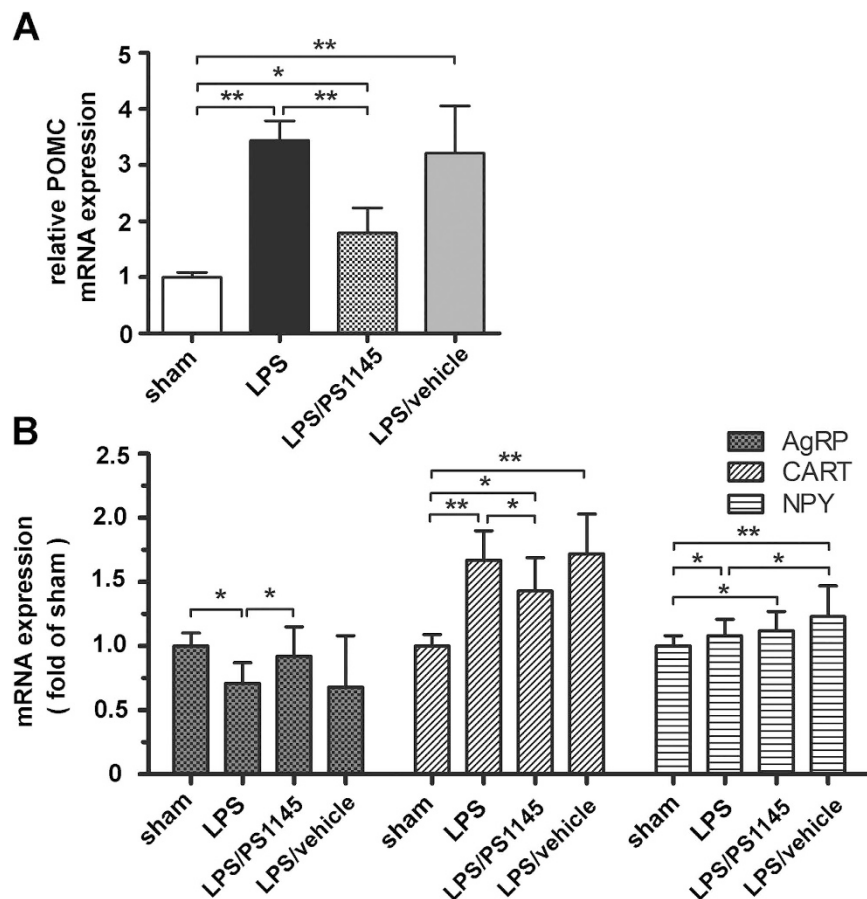 A
relative POMC
mRNA expression
5
4
3
2
1
0
**
*
** **
sham
LPS
LPS/PS1145
LPS/vehicle
B
mRNA expression
( fold of sham )
2.5
2.0
1.5
1.0
0.5
0
AgRP
CART
NPY
* *
**
*
** *
**
* *
*
sham
LPS
LPS/PS1145
LPS/vehicle
sham
LPS
LPS/PS1145
LPS/vehicle
sham
LPS
LPS/PS1145
LPS/vehicle